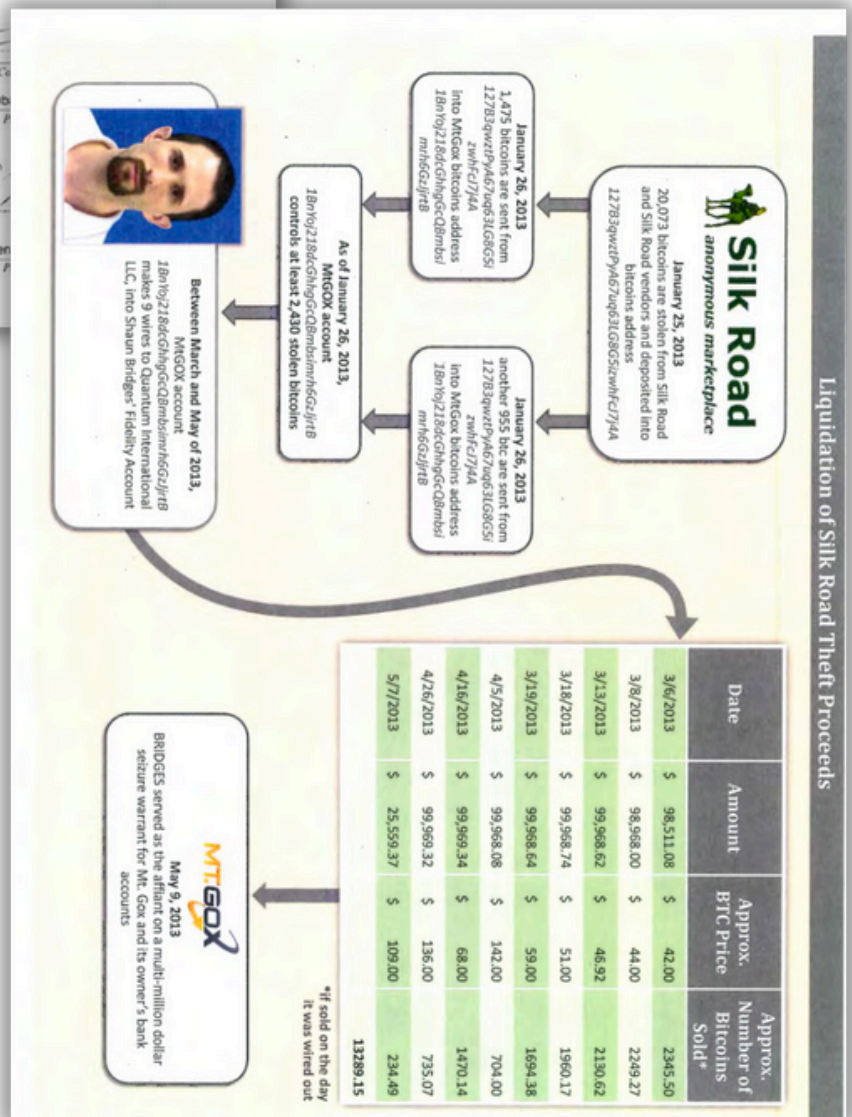 Liquidation of Silk Road Theft Proceeds
Silk Road
anonymous marketplace
January 25, 2013
20,073 bitcoins are stolen from Silk Road
and Silk Road vendors and deposited into
bitcoins address
127B3qwztPyA67uq63LG8G5izwhFcJ7j4A
January 26, 2013
1,475 bitcoins are sent from
127B3qwztPyA67uq63LG8G5i
zwhFcJ7j4A
into MtGox bitcoins address
1BnYoj218dcGhhgGcQBmbsi
mrh6GzJjrtB
January 26, 2013
another 955 btc are sent from
127B3qwztPyA67uq63LG8G5i
zwhFcJ7j4A
into MtGox bitcoins address
1BnYoj218dcGhhgGcQBmbsi
mrh6GzJjrtB
As of January 26, 2013,
MtGOX account
1BnYoj218dcGhhgGcQBmbsimrh6GzJjrtB
controls at least 2,430 stolen bitcoins
Between March and May of 2013,
MtGOX account
1BnYoj218dcGhhgGcQBmbsimrh6GzJjrtB
makes 9 wires to Quantum International
LLC, into Shaun Bridges' Fidelity Account
Date Amount Approx. BTC Price Approx. Number of Bitcoins Sold*
3/6/2013 $ 98,511.08 $ 42.00 2345.50
3/8/2013 $ 98,968.00 $ 44.00 2249.27
3/13/2013 $ 99,968.62 $ 46.92 2130.62
3/18/2013 $ 99,968.74 $ 51.00 1960.17
3/19/2013 $ 99,968.64 $ 59.00 1694.38
4/5/2013 $ 99,968.08 $ 142.00 704.00
4/16/2013 $ 99,969.34 $ 68.00 1470.14
4/26/2013 $ 99,969.32 $ 136.00 735.07
5/7/2013 $ 25,559.37 $ 109.00 234.49
13289.15
*if sold on the day
it was wired out
MT.GOX
May 9, 2013
BRIDGES served as the affiant on a multi-million dollar
seizure warrant for Mt. Gox and its owner's bank
accounts